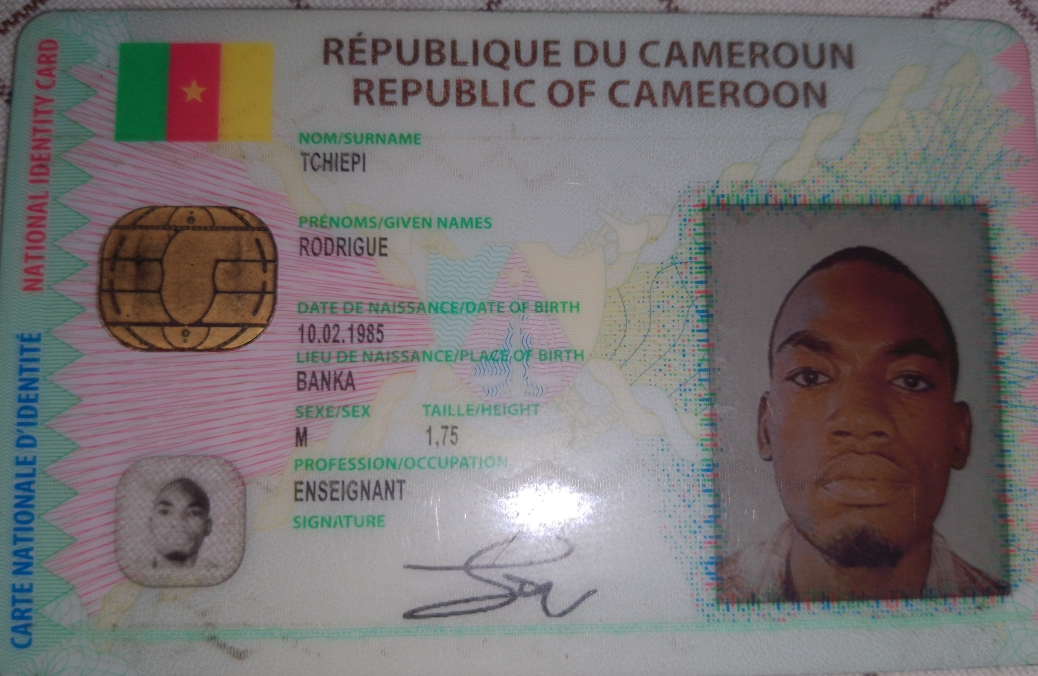 RÉPUBLIQUE DU CAMEROUN
REPUBLIC OF CAMEROON
NATIONAL IDENTITY CARD
CARTE NATIONALE D'IDENTITÉ
NOM/SURNAME
TCHIEPI
PRÉNOMS/GIVEN NAMES
RODRIGUE
DATE DE NAISSANCE/DATE OF BIRTH
10.02.1985
LIEU DE NAISSANCE/PLACE OF BIRTH
BANKA
SEXE/SEX TAILLE/HEIGHT
M 1,75
PROFESSION/OCCUPATION
ENSEIGNANT
SIGNATURE